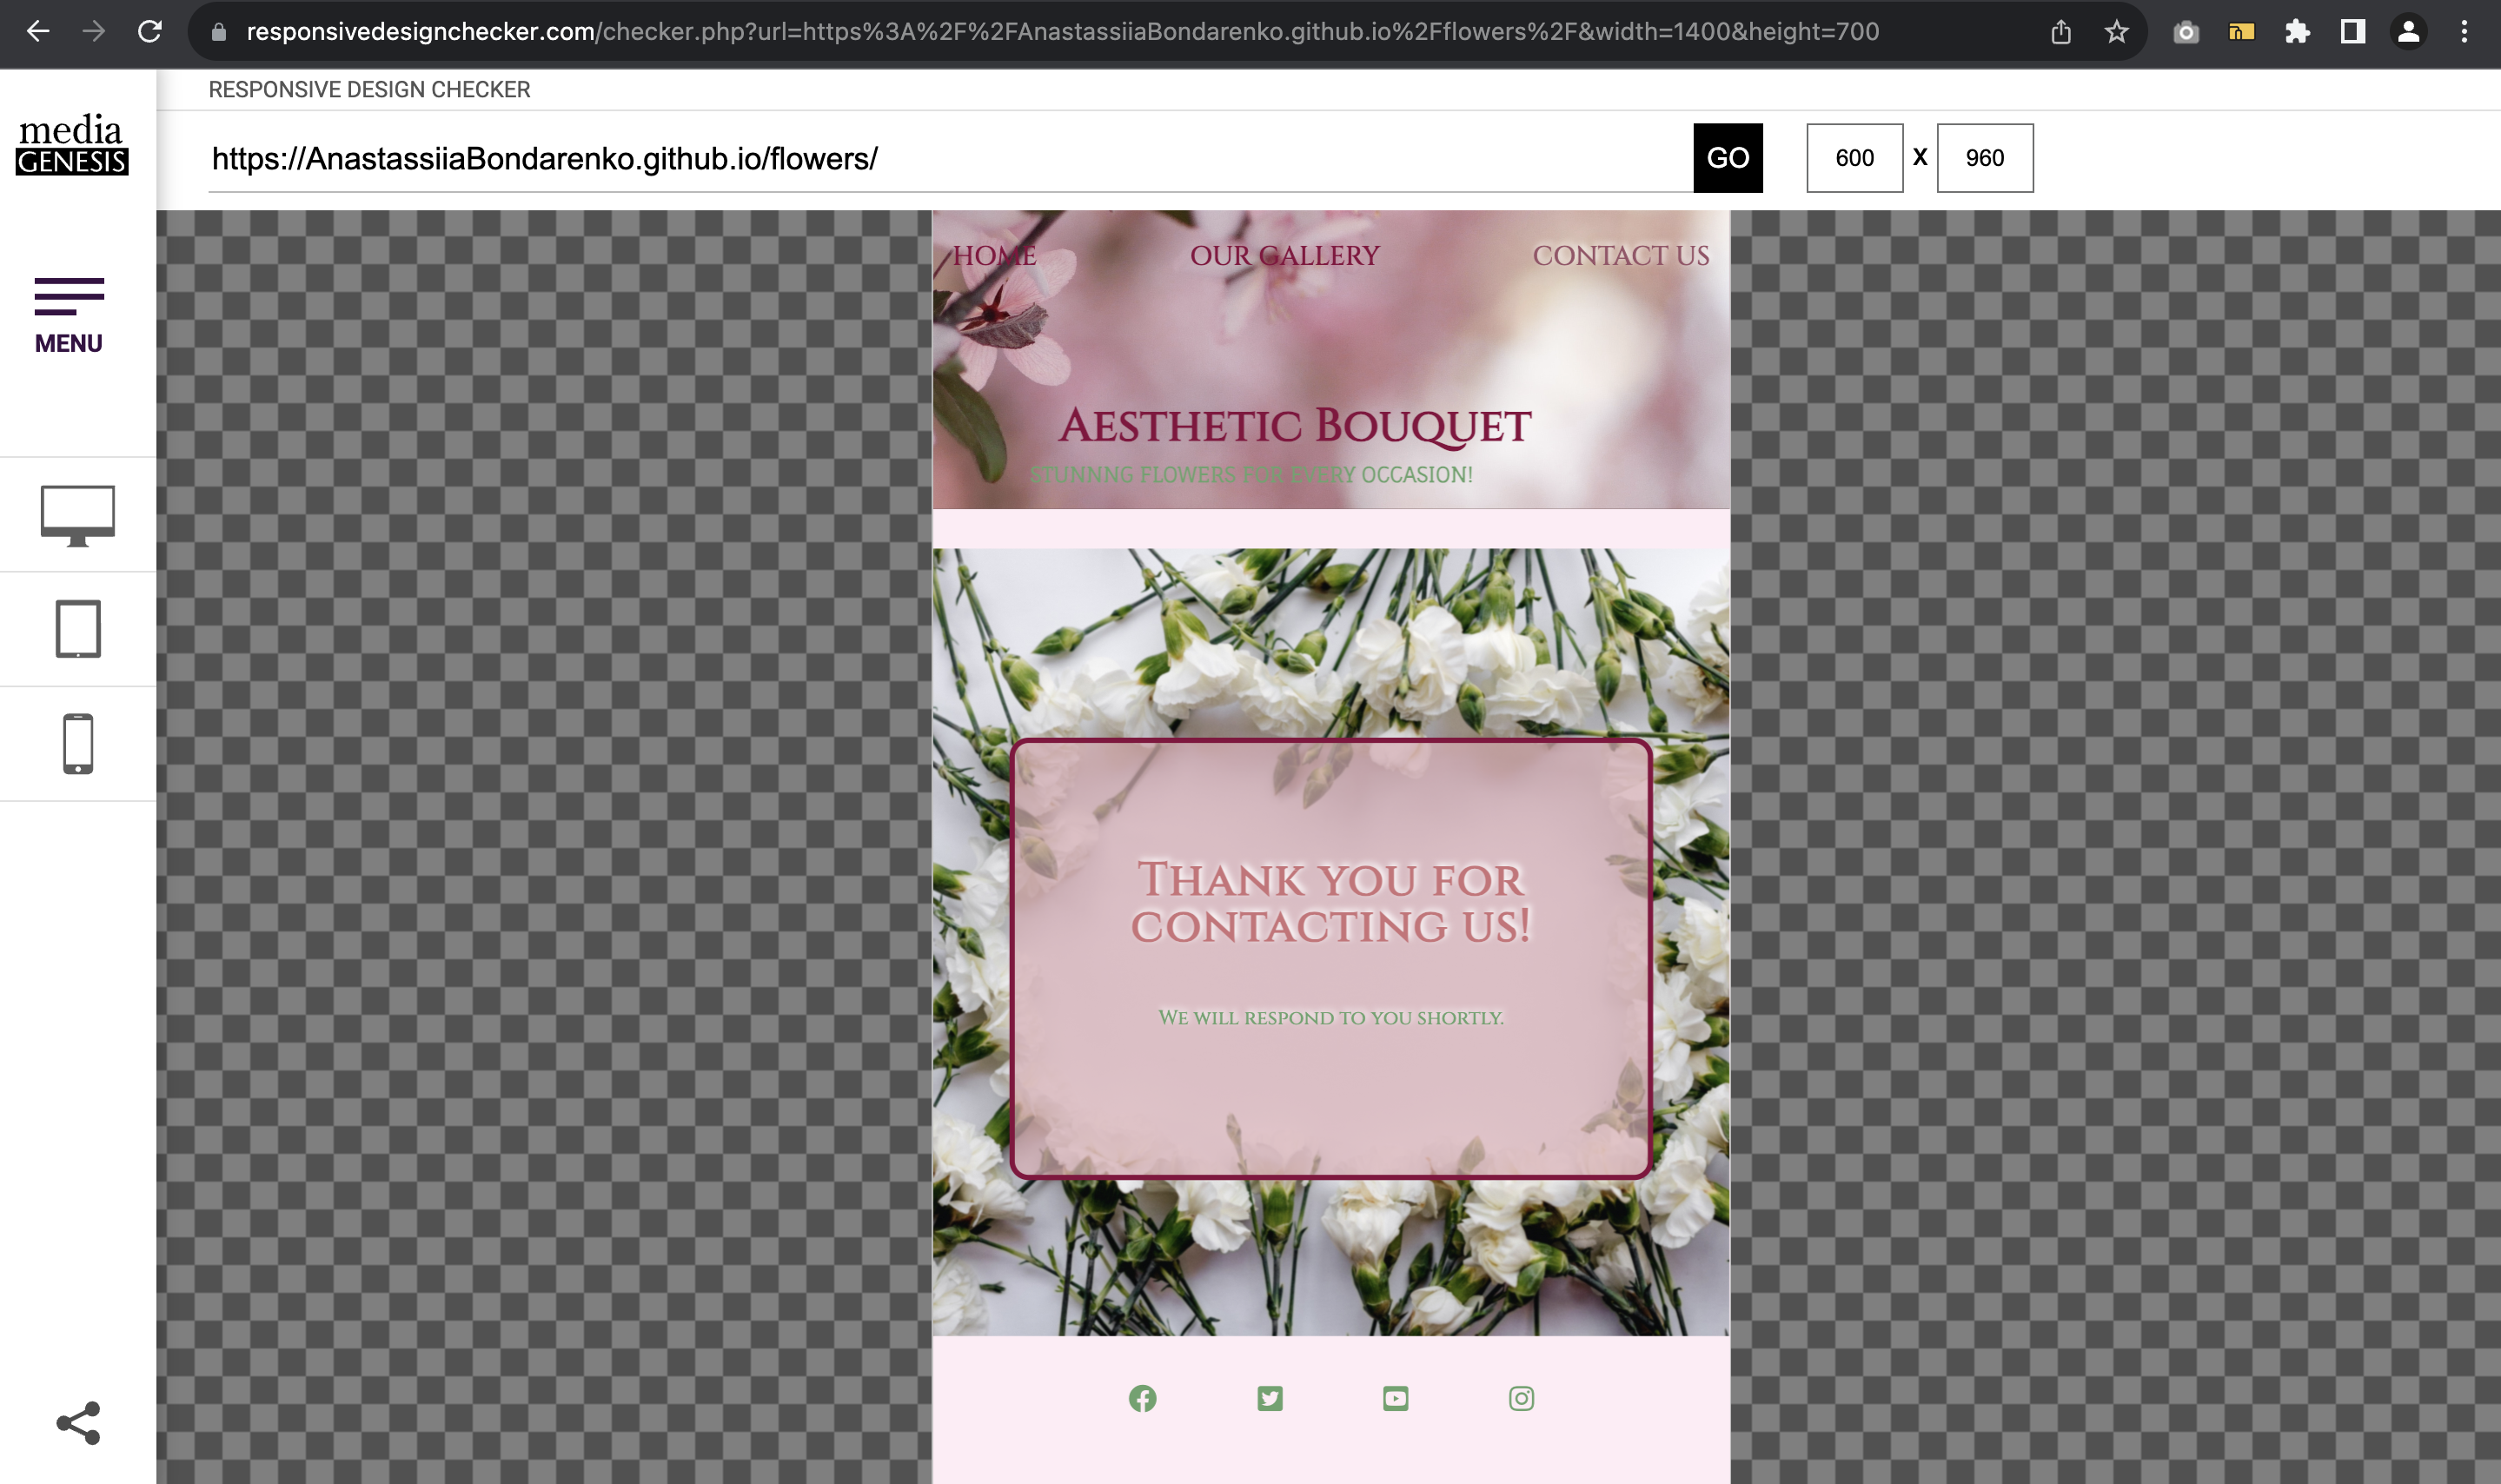 responsivedesignchecker.com/checker.php?url=https%3A%2F%2FAnastassiiaBondarenko.github.io%2Fflowers%2F&width=1400&height=700
RESPONSIVE DESIGN CHECKER
media
GENESIS
https://AnastassiiaBondarenko.github.io/flowers/
GO
600 X 960
MENU
HOME
OUR GALLERY
CONTACT US
Aesthetic Bouquet
STUNNNG FLOWERS FOR EVERY OCCASION!
Thank you for
contacting us!
We will respond to you shortly.